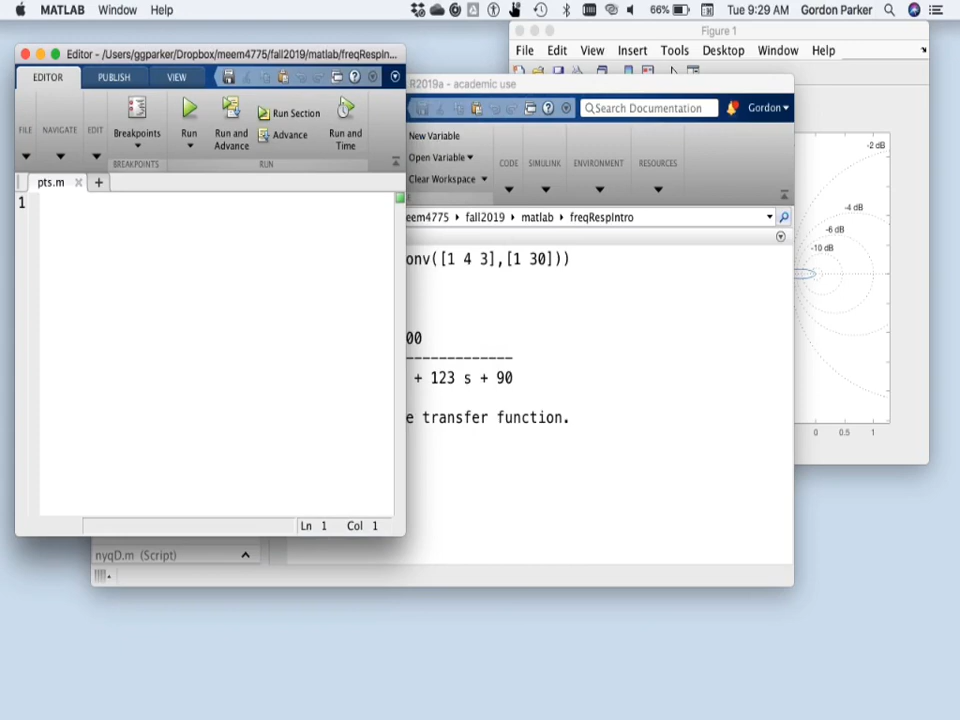 MATLAB Window Help 66% Tue 9:29 AM Gordon Parker
Figure 1
File Edit View Insert Tools Desktop Window Help
Editor - /Users/ggparker/Dropbox/meem4775/fall2019/matlab/freqRespIn...
EDITOR PUBLISH VIEW
FILE NAVIGATE EDIT
Breakpoints
BREAKPOINTS
Run
Run and
Advance
Run Section
Advance
Run and
Time
RUN
pts.m
1
Ln 1 Col 1
R2019a - academic use
Search Documentation
Gordon
New Variable
Open Variable
Clear Workspace
CODE SIMULINK ENVIRONMENT RESOURCES
eem4775 fall2019 matlab freqRespIntro
onv([1 4 3],[1 30]))
00
-------------
+ 123 s + 90
e transfer function.
nyqD.m (Script)
-2 dB
-4 dB
-6 dB
-10 dB
0 0.5 1